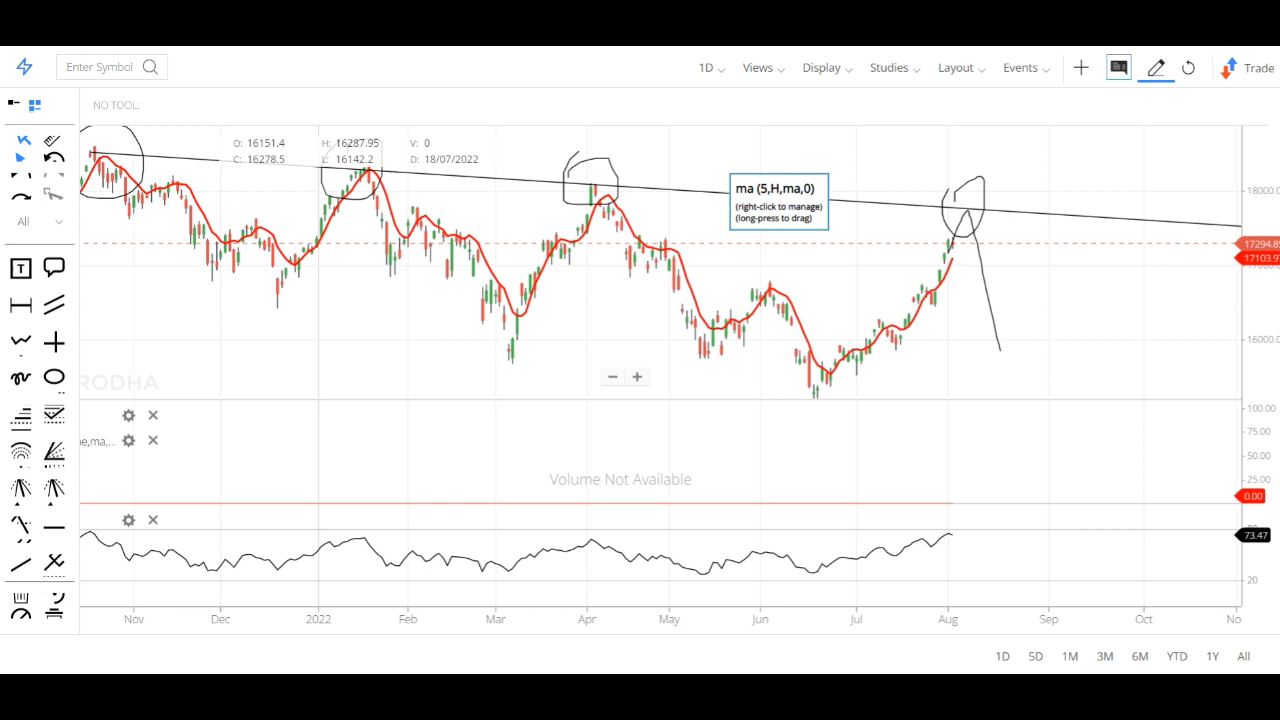 Enter Symbol
1D Views Display Studies Layout Events Trade
NO TOOL:
O: 16151.4 H: 16287.95 V: 0
C: 16278.5 L: 16142.2 D: 18/07/2022
ma (5,H,ma,0)
(right-click to manage)
(long-press to drag)
18000.0
All
17294.8
17103.9
16000.0
RODHA
100.00
e,ma,...
75.00
50.00
Volume Not Available
25.00
0.00
73.47
20
Nov Dec 2022 Feb Mar Apr May Jun Jul Aug Sep Oct No
1D 5D 1M 3M 6M YTD 1Y All